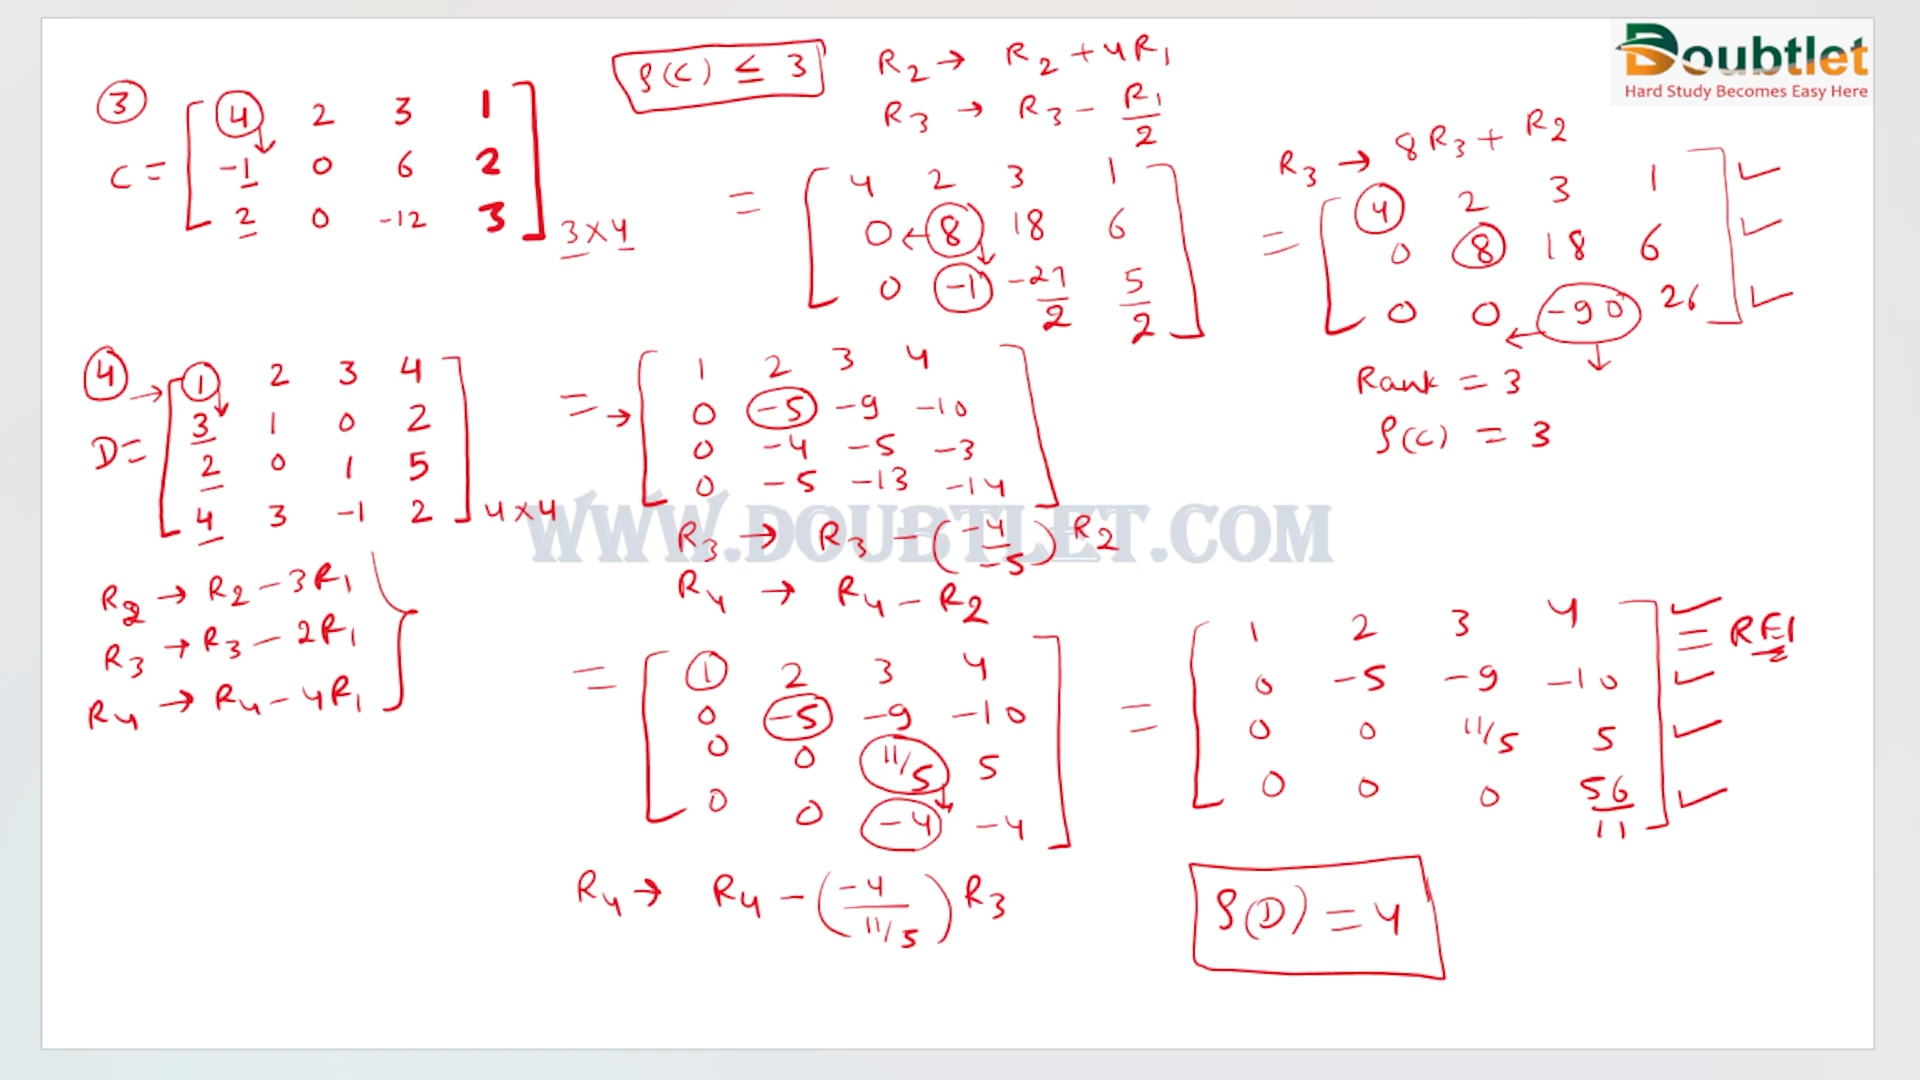 Doubtlet
Hard Study Becomes Easy Here
③ ρ(C) ≤ 3
C = [ 4 2 3 1
-1 0 6 2
2 0 -12 3 ] 3×4
R2 → R2 + 4R1
R3 → R3 - R1/2
= [ 4 2 3 1
0 8 18 6
0 -1 -27/2 5/2 ]
R3 → 8R3 + R2
= [ 4 2 3 1
0 8 18 6
0 0 -90 26 ]
Rank = 3
ρ(C) = 3
④
D = [ 1 2 3 4
3 1 0 2
2 0 1 5
4 3 -1 2 ] 4×4
R2 → R2 - 3R1
R3 → R3 - 2R1
R4 → R4 - 4R1
= [ 1 2 3 4
0 -5 -9 -10
0 -4 -5 -3
0 -5 -13 -14 ]
WWW.DOUBTLET.COM
R3 → R3 - (-4/-5) R2
R4 → R4 - R2
= [ 1 2 3 4
0 -5 -9 -10
0 0 11/5 5
0 0 -4 -4 ]
R4 → R4 - (-4/11/5) R3
= [ 1 2 3 4
0 -5 -9 -10
0 0 11/5 5
0 0 0 56/11 ]
ρ(D) = 4